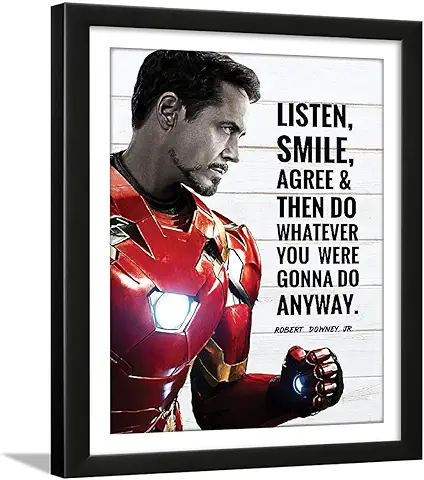 LISTEN,
SMILE,
AGREE &
THEN DO
WHATEVER
YOU WERE
GONNA DO
ANYWAY.
ROBERT DOWNEY JR.